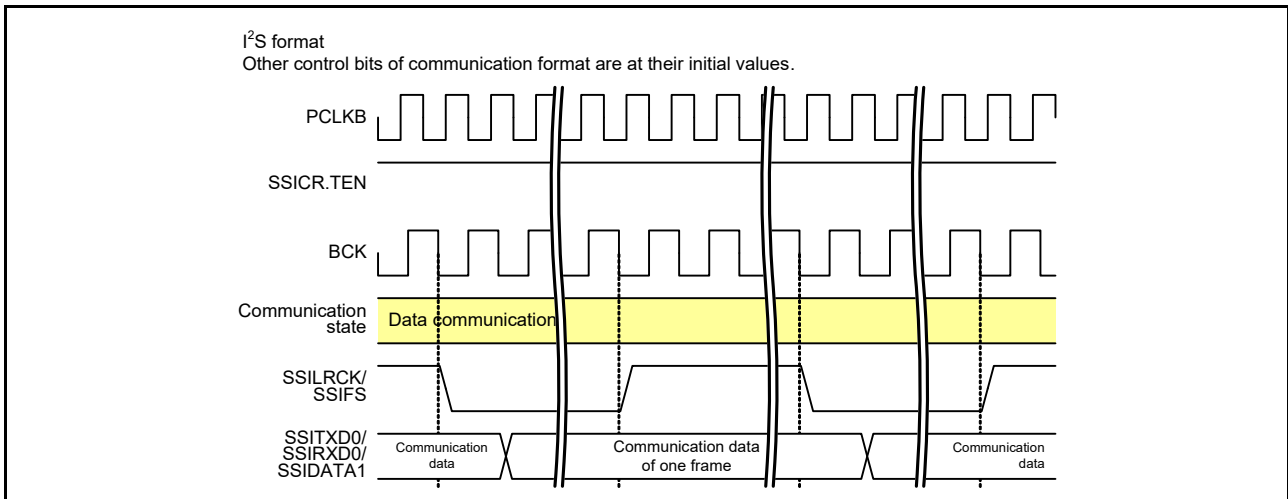 I²S format
Other control bits of communication format are at their initial values.
PCLKB
SSICR.TEN
BCK
Communication
state
Data communication
SSILRCK/
SSIFS
SSITXD0/
SSIRXD0/
SSIDATA1
Communication
data
Communication data
of one frame
Communication
data